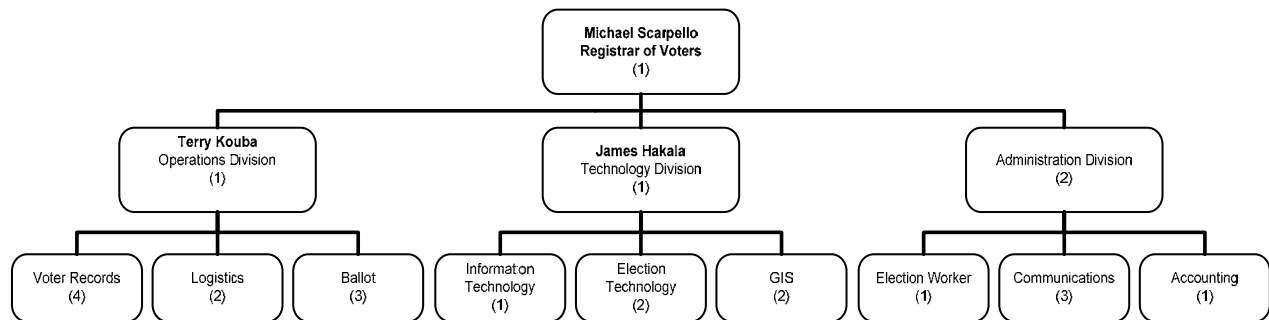 Michael Scarpello
Registrar of Voters
(1)
Terry Kouba
Operations Division
(1)
James Hakala
Technology Division
(1)
Administration Division
(2)
Voter Records
(4)
Logistics
(2)
Ballot
(3)
Information
Technology
(1)
Election
Technology
(2)
GIS
(2)
Election Worker
(1)
Communications
(3)
Accounting
(1)